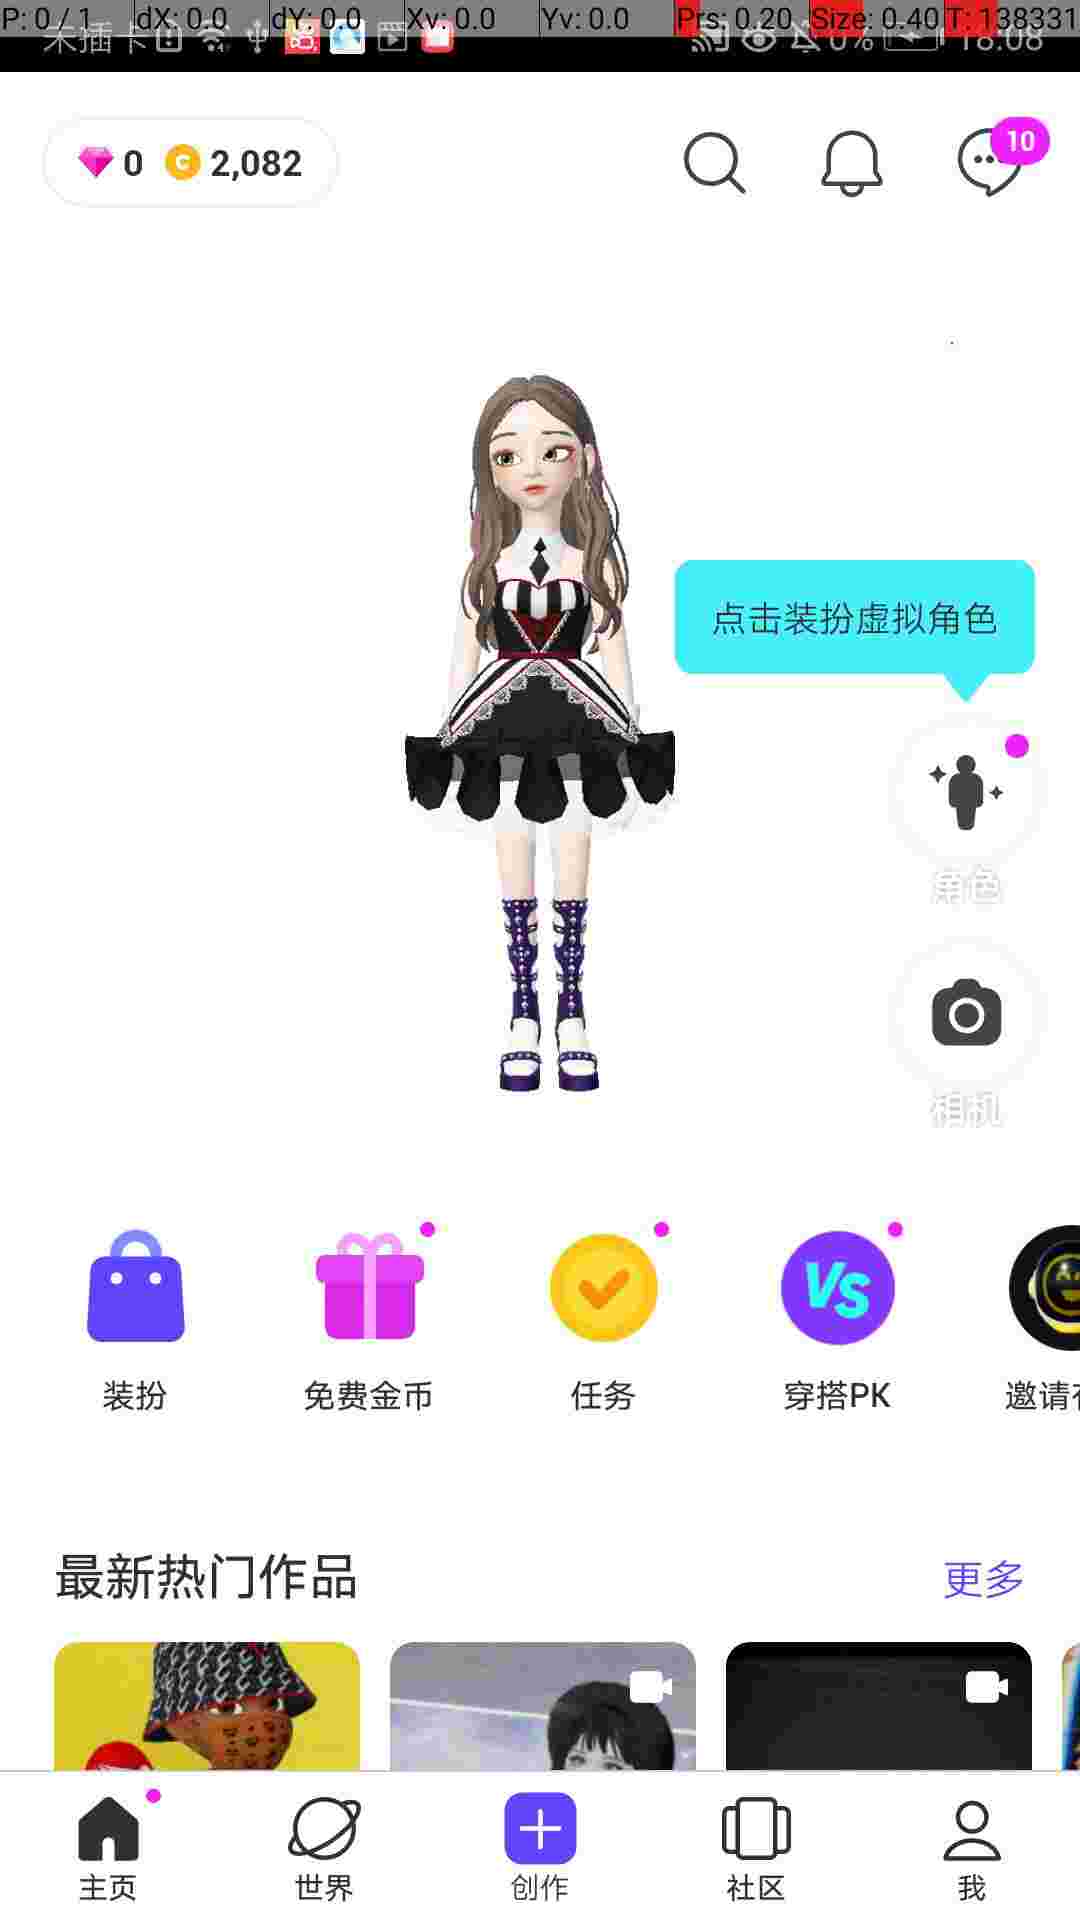 P: 0 / 1 dX: 0.0 dY: 0.0 Xv: 0.0 Yv: 0.0 Prs: 0.20 Size: 0.40 T: 138331
未插卡 0% 18:08
0 2,082 10
点击装扮虚拟角色
角色
相机
装扮 免费金币 任务 穿搭PK 邀请
最新热门作品 更多
主页 世界 创作 社区 我